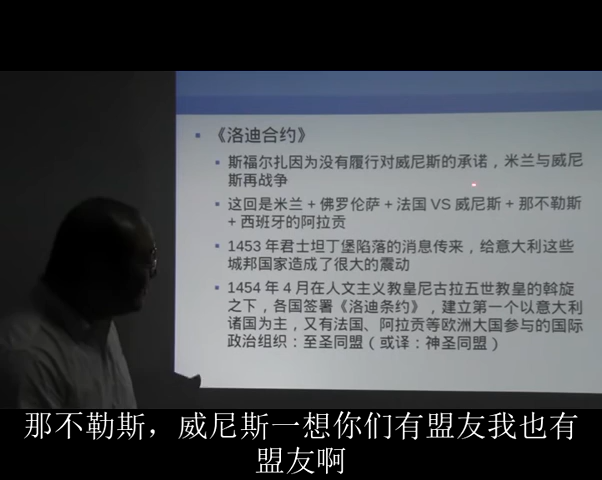 《洛迪合约》
斯福尔扎因为没有履行对威尼斯的承诺，米兰与威尼
斯再战争
这回是米兰+佛罗伦萨+法国 VS 威尼斯+那不勒斯
+西班牙的阿拉贡
1453 年君士坦丁堡陷落的消息传来，给意大利这些
城邦国家造成了很大的震动
1454 年 4 月在人文主义教皇尼古拉五世教皇的斡旋
之下，各国签署《洛迪条约》，建立第一个以意大利
诸国为主，又有法国、阿拉贡等欧洲大国参与的国际
政治组织：至圣同盟（或译：神圣同盟）
那不勒斯，威尼斯一想你们有盟友我也有
盟友啊